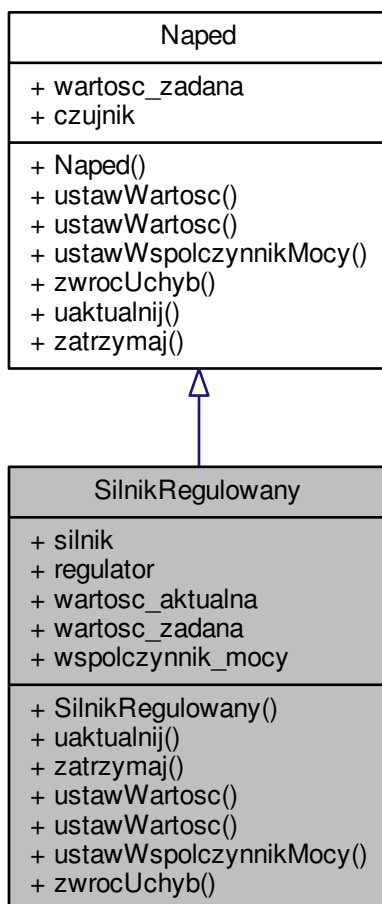 Naped
+ wartosc_zadana
+ czujnik
+ Naped()
+ ustawWartosc()
+ ustawWartosc()
+ ustawWspolczynnikMocy()
+ zwrocUchyb()
+ uaktualnij()
+ zatrzymaj()
SilnikRegulowany
+ silnik
+ regulator
+ wartosc_aktualna
+ wartosc_zadana
+ wspolczynnik_mocy
+ SilnikRegulowany()
+ uaktualnij()
+ zatrzymaj()
+ ustawWartosc()
+ ustawWartosc()
+ ustawWspolczynnikMocy()
+ zwrocUchyb()